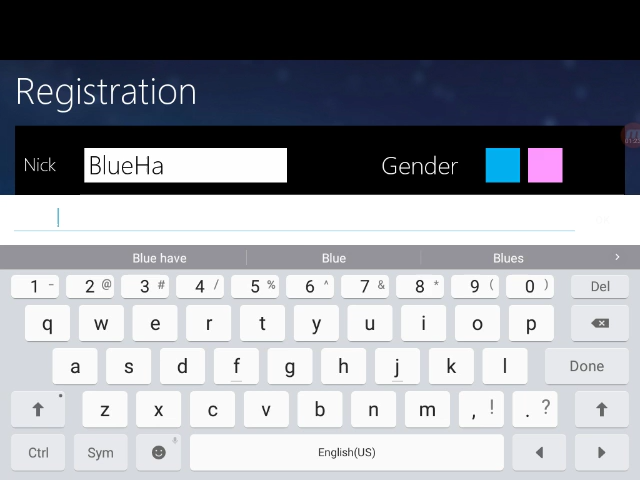 Registration
Nick BlueHa Gender
Blue have Blue Blues >
1 - 2 @ 3 # 4 / 5 % 6 ^ 7 & 8 * 9 ( 0 ) Del
q w e r t y u i o p
a s d f g h j k l Done
z x c v b n m , ! . ?
Ctrl Sym English(US)